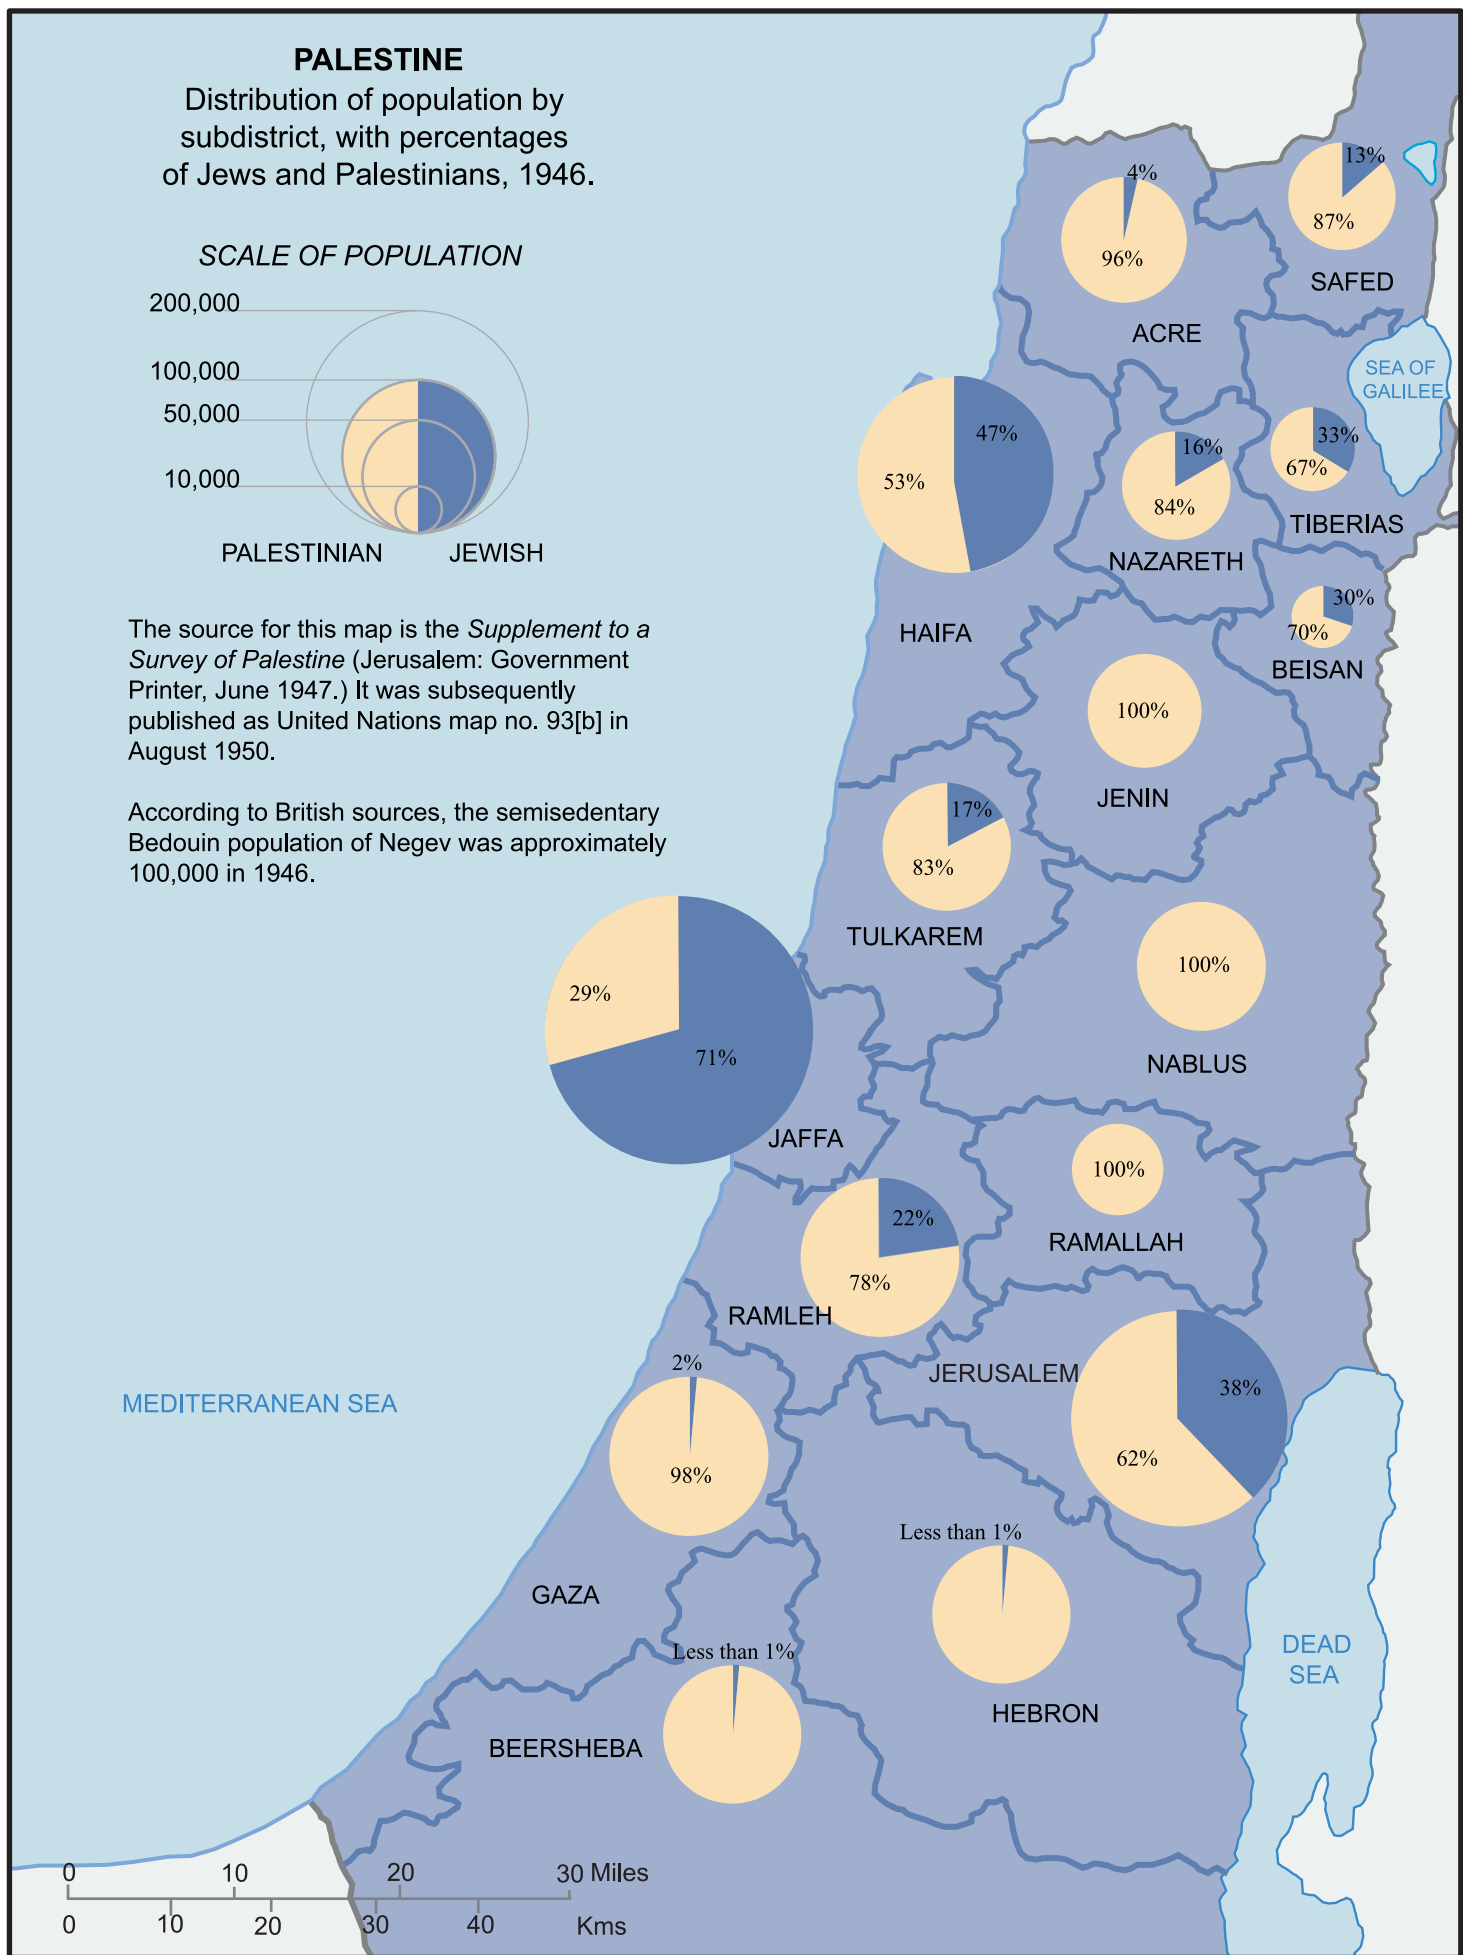 PALESTINE
Distribution of population by
subdistrict, with percentages
of Jews and Palestinians, 1946.
SCALE OF POPULATION
200,000
100,000
50,000
10,000
PALESTINIAN JEWISH
The source for this map is the Supplement to a
Survey of Palestine (Jerusalem: Government
Printer, June 1947.) It was subsequently
published as United Nations map no. 93[b] in
August 1950.
According to British sources, the semisedentary
Bedouin population of Negev was approximately
100,000 in 1946.
13%
87%
SAFED
4%
96%
ACRE
SEA OF
GALILEE
47%
53%
HAIFA
16%
84%
NAZARETH
33%
67%
TIBERIAS
30%
70%
BEISAN
100%
JENIN
17%
83%
TULKAREM
100%
NABLUS
29%
71%
JAFFA
100%
RAMALLAH
22%
78%
RAMLEH
JERUSALEM
38%
62%
2%
98%
GAZA
MEDITERRANEAN SEA
Less than 1%
HEBRON
Less than 1%
BEERSHEBA
DEAD
SEA
0 10 20 30 Miles
0 10 20 30 40 Kms